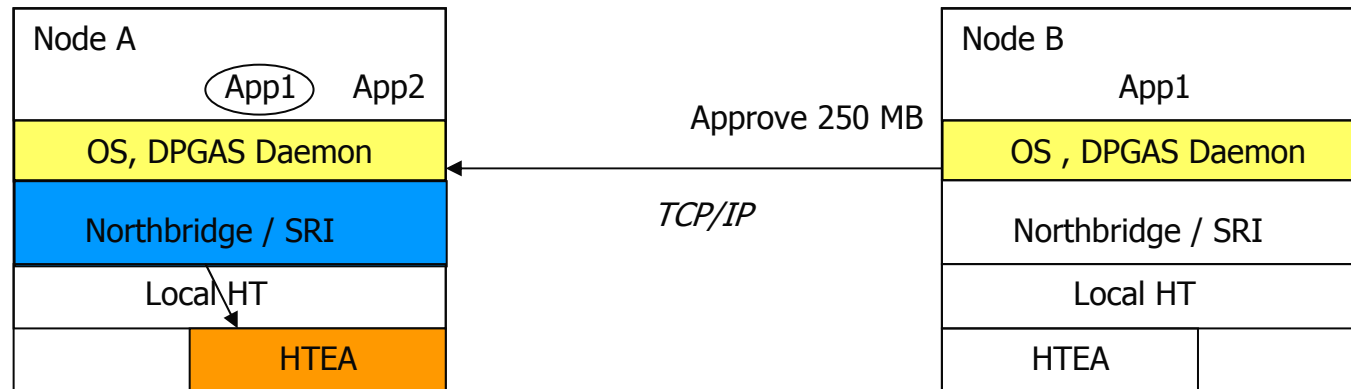 Node A
App1 App2
OS, DPGAS Daemon
Northbridge / SRI
Local HT
HTEA
Approve 250 MB
TCP/IP
Node B
App1
OS , DPGAS Daemon
Northbridge / SRI
Local HT
HTEA